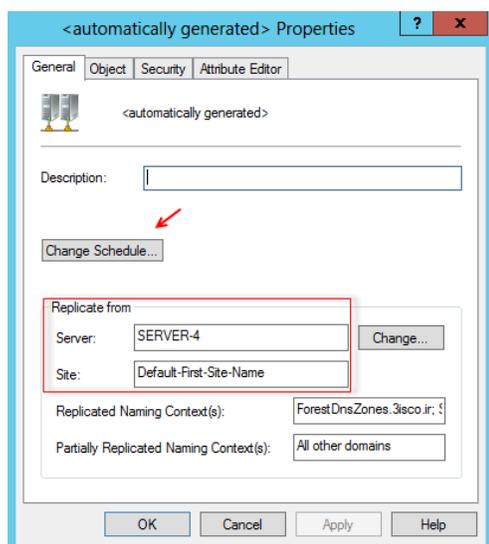 <automatically generated> Properties
? x
General Object Security Attribute Editor
<automatically generated>
Description:
Change Schedule...
Replicate from
Server: SERVER-4 Change...
Site: Default-First-Site-Name
Replicated Naming Context(s): ForestDnsZones.3isco.ir; S
Partially Replicated Naming Context(s): All other domains
OK Cancel Apply Help